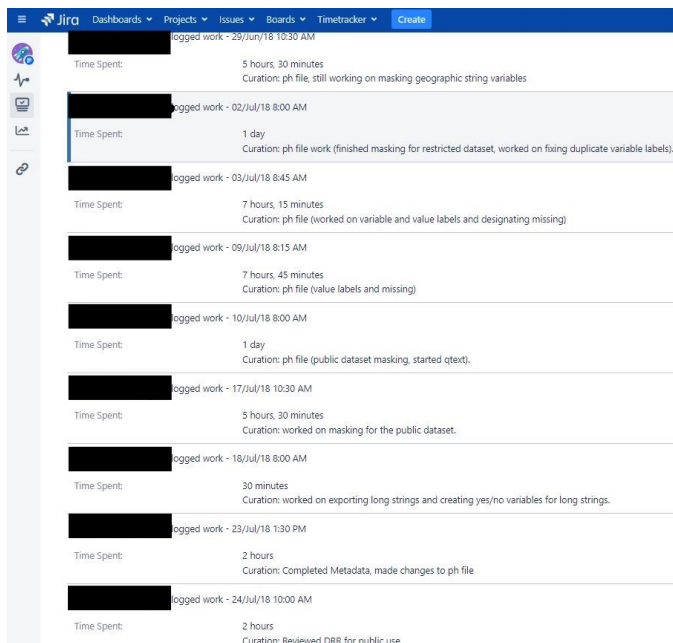 Jira Dashboards Projects Issues Boards Timetracker Create
logged work - 29/Jun/18 10:30 AM
Time Spent: 5 hours, 30 minutes
Curation: ph file, still working on masking geographic string variables
logged work - 02/Jul/18 8:00 AM
Time Spent: 1 day
Curation: ph file work (finished masking for restricted dataset, worked on fixing duplicate variable labels).
logged work - 03/Jul/18 8:45 AM
Time Spent: 7 hours, 15 minutes
Curation: ph file (worked on variable and value labels and designating missing)
logged work - 09/Jul/18 8:15 AM
Time Spent: 7 hours, 45 minutes
Curation: ph file (value labels and missing)
logged work - 10/Jul/18 8:00 AM
Time Spent: 1 day
Curation: ph file (public dataset masking, started qtext).
logged work - 17/Jul/18 10:30 AM
Time Spent: 5 hours, 30 minutes
Curation: worked on masking for the public dataset.
logged work - 18/Jul/18 8:00 AM
Time Spent: 30 minutes
Curation: worked on exporting long strings and creating yes/no variables for long strings.
logged work - 23/Jul/18 1:30 PM
Time Spent: 2 hours
Curation: Completed Metadata, made changes to ph file
logged work - 24/Jul/18 10:00 AM
Time Spent: 2 hours
Curation: Reviewed DRR for public use